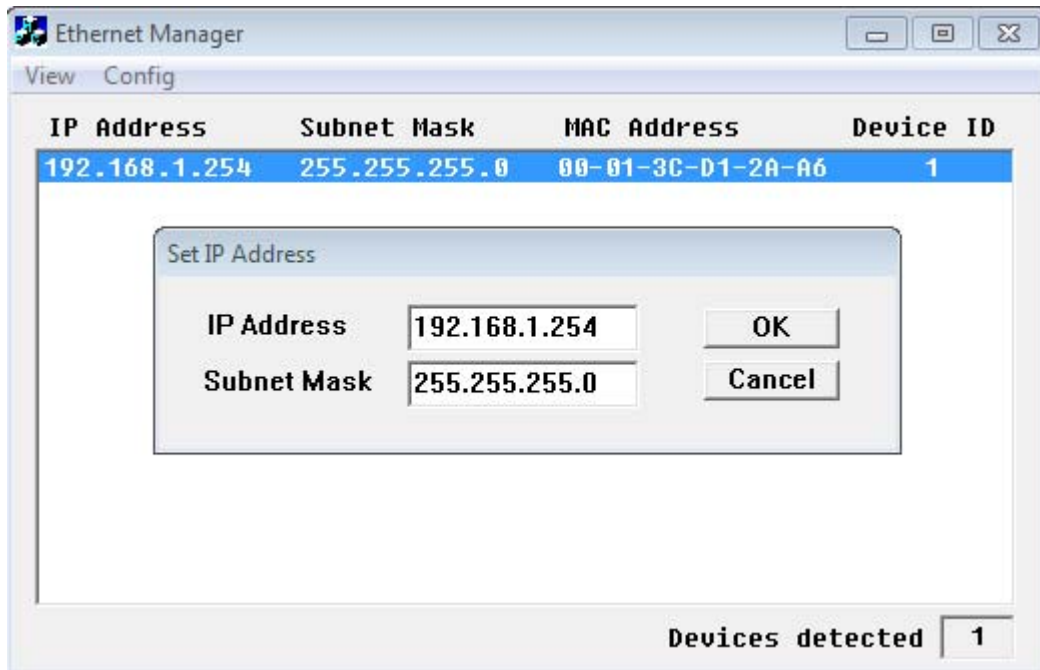 Ethernet Manager
View Config
IP Address Subnet Mask MAC Address Device ID
192.168.1.254 255.255.255.0 00-01-3C-D1-2A-A6 1
Set IP Address
IP Address 192.168.1.254 OK
Subnet Mask 255.255.255.0 Cancel
Devices detected 1